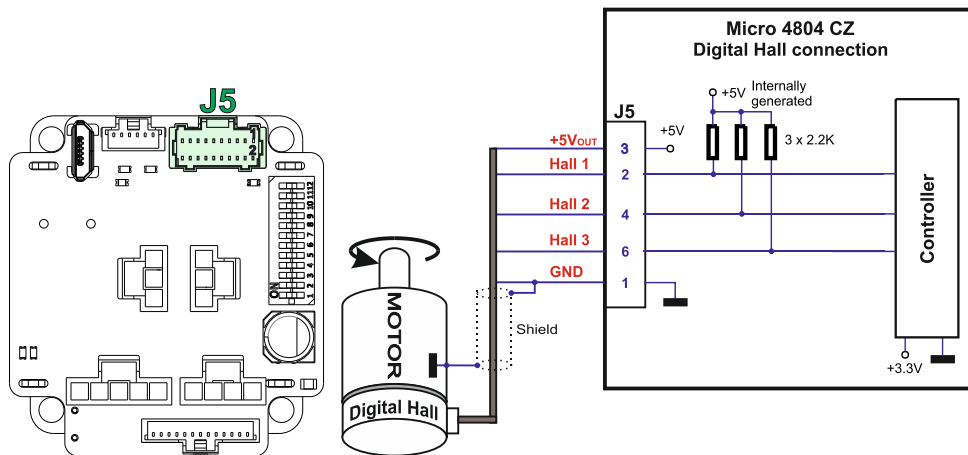 J5
1
2
ON
1 2 3 4 5 6 7 8 9 10 11 12
MOTOR
Digital Hall
Shield
+5VOUT
Hall 1
Hall 2
Hall 3
GND
Micro 4804 CZ
Digital Hall connection
J5
3
2
4
6
1
+5V
+5V
Internally
generated
3 x 2.2K
Controller
+3.3V